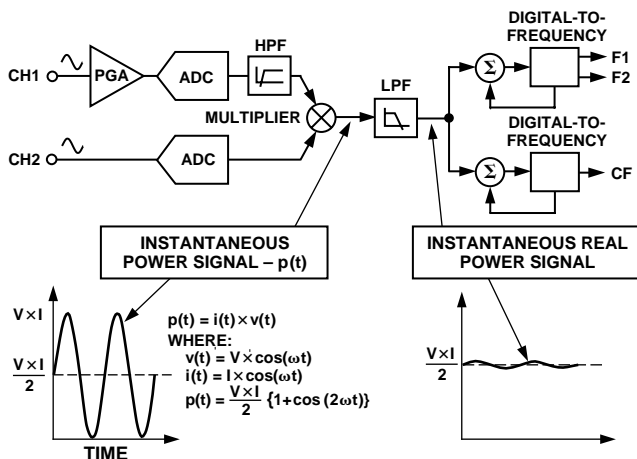 DIGITAL-TO-
FREQUENCY
HPF
F1
CH1
PGA
ADC
Σ
F2
LPF
MULTIPLIER
DIGITAL-TO-
FREQUENCY
CH2
ADC
Σ
CF
INSTANTANEOUS
POWER SIGNAL – p(t)
INSTANTANEOUS REAL
POWER SIGNAL
V × I
p(t) = i(t) × v(t)
WHERE:
v(t) = V × cos(ωt)
i(t) = I × cos(ωt)
p(t) = V × I / 2 {1+cos (2ωt)}
V × I
2
TIME
V × I
2